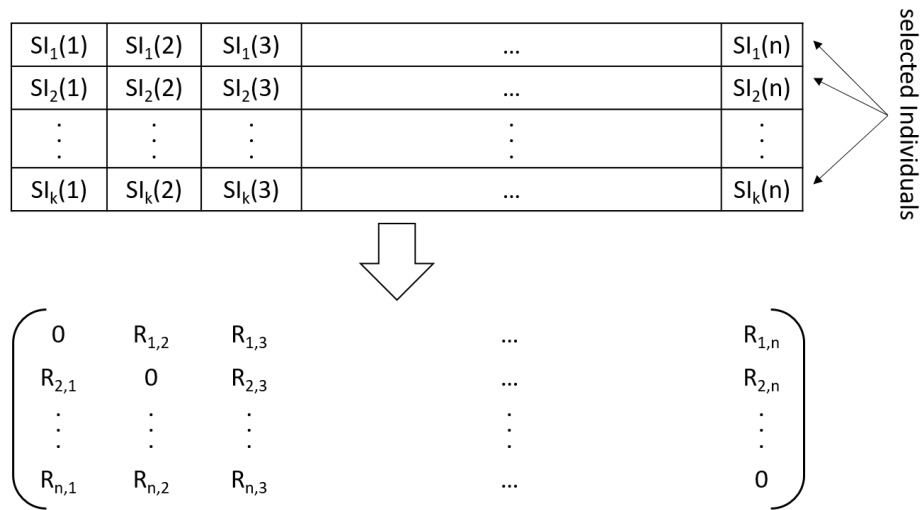 SI₁(1) SI₁(2) SI₁(3) ... SI₁(n)
SI₂(1) SI₂(2) SI₂(3) ... SI₂(n)
⋮ ⋮ ⋮ ⋮ ⋮
SIₖ(1) SIₖ(2) SIₖ(3) ... SIₖ(n)
selected Individuals
0 R₁,₂ R₁,₃ ... R₁,ₙ
R₂,₁ 0 R₂,₃ ... R₂,ₙ
⋮ ⋮ ⋮ ⋮ ⋮
Rₙ,₁ Rₙ,₂ Rₙ,₃ ... 0